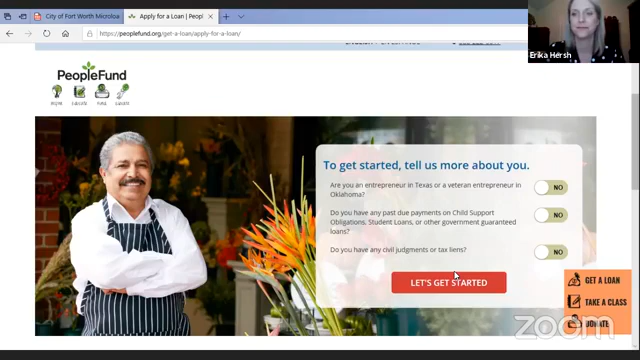 City of Fort Worth Microloa
Apply for a Loan | Peopl
https://peoplefund.org/get-a-loan/apply-for-a-loan/
Erika Hersh
PeopleFund
To get started, tell us more about you.
Are you an entrepreneur in Texas or a veteran entrepreneur in
Oklahoma?
NO
Do you have any past due payments on Child Support
Obligations, Student Loans, or other government guaranteed
loans?
NO
Do you have any civil judgments or tax liens?
NO
LET'S GET STARTED
GET A LOAN
TAKE A CLASS
DONATE
zoom